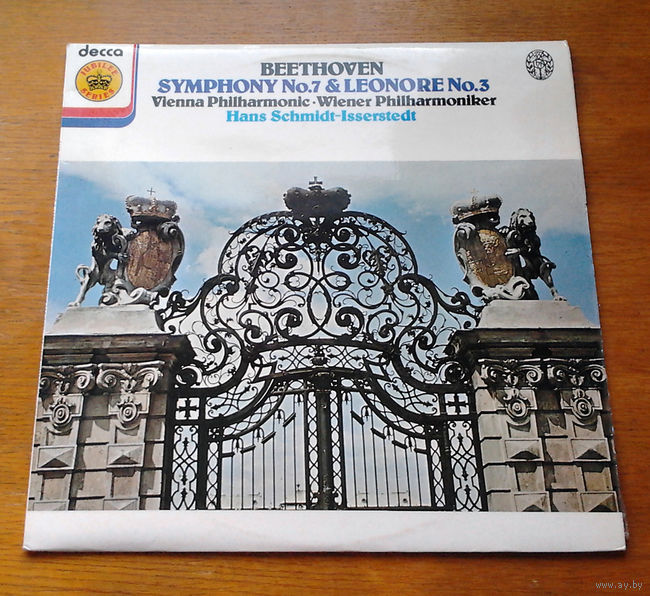 decca
JUBILEE
SERIES
BEETHOVEN
SYMPHONY No.7 & LEONORE No.3
Vienna Philharmonic · Wiener Philharmoniker
Hans Schmidt-Isserstedt
www.ay.by